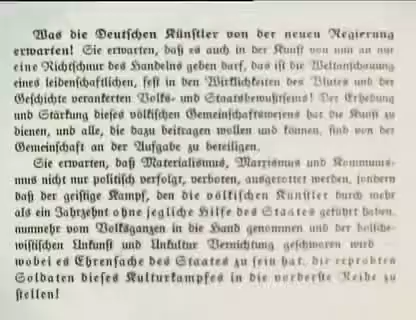 Was die Deutschen Künstler von der neuen Regierung
erwarten! Sie erwarten, daß es auch in der Kunst von nun an nur
eine Richtschnur des Handelns geben darf, das ist die Weltanschauung
eines leidenschaftlichen, fest in den Wirklichkeiten des Blutes und der
Geschichte verankerten Volks- und Staatsbewußtseins! Der Erhebung
und Stärkung dieses völkischen Gemeinschaftswesens hat die Kunst zu
dienen, und alle, die dazu beitragen wollen und können, sind von der
Gemeinschaft an der Aufgabe zu beteiligen.
Sie erwarten, daß Materialismus, Marxismus und Kommunis-
mus nicht nur politisch verfolgt, verboten, ausgerottet werden, sondern
daß der geistige Kampf, den die völkischen Künstler durch mehr
als ein Jahrzehnt ohne jegliche Hilfe des Staates geführt haben,
nunmehr vom Volksganzen in die Hand genommen und der bolsche-
wistischen Unkunst und Unkultur Vernichtung geschworen wird
wobei es Ehrensache des Staates zu sein hat, die erprobten
Soldaten dieses Kulturkampfes in die vorderste Reihe zu
stellen!